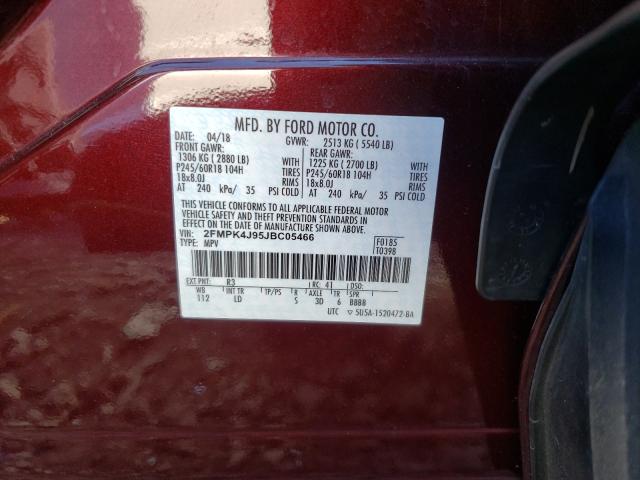 MFD. BY FORD MOTOR CO.
DATE: 04/18 GVWR: 2513 KG ( 5540 LB)
FRONT GAWR: REAR GAWR:
1306 KG ( 2880 LB) WITH 1225 KG ( 2700 LB) WITH
P245/60R18 104H TIRES P245/60R18 104H TIRES
18x8.0J RIMS 18x8.0J RIMS
AT 240 kPa/ 35 PSI COLD AT 240 kPa/ 35 PSI COLD
THIS VEHICLE CONFORMS TO ALL APPLICABLE FEDERAL MOTOR
VEHICLE SAFETY AND THEFT PREVENTION STANDARDS IN
EFFECT ON THE DATE OF MANUFACTURE SHOWN ABOVE.
VIN: 2FMPK4J95JBC05466 F0185
TYPE: MPV T0398
EXT PNT: R3 RC: 41 DSO:
WB INT TR TP/PS R AXLE TR SPR
112 LD S 3D 6 BBBB
UTC ▽ 5U5A-1520472-BA